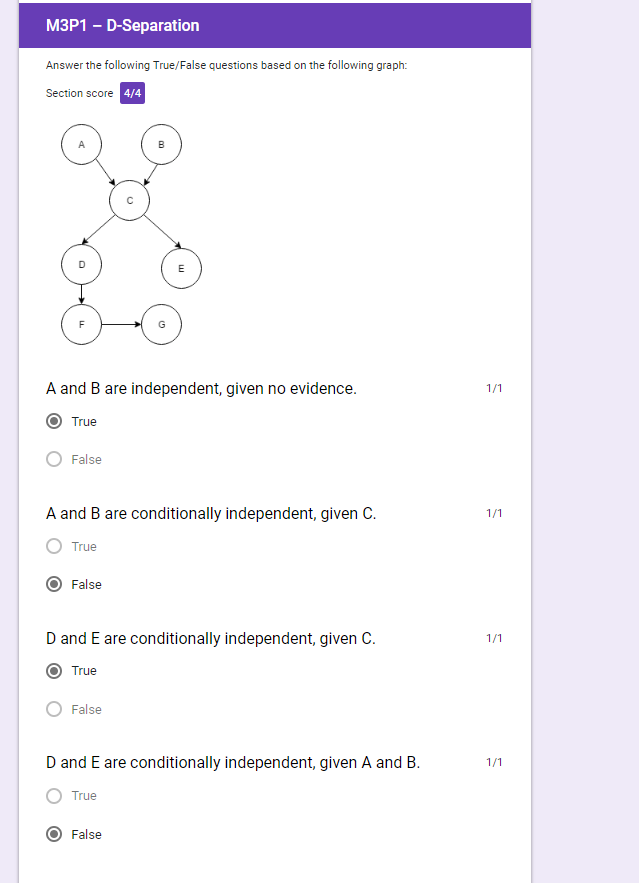 M3P1 – D-Separation
Answer the following True/False questions based on the following graph:
Section score 4/4
A B
C
D E
F G
A and B are independent, given no evidence. 1/1
True
False
A and B are conditionally independent, given C. 1/1
True
False
D and E are conditionally independent, given C. 1/1
True
False
D and E are conditionally independent, given A and B. 1/1
True
False